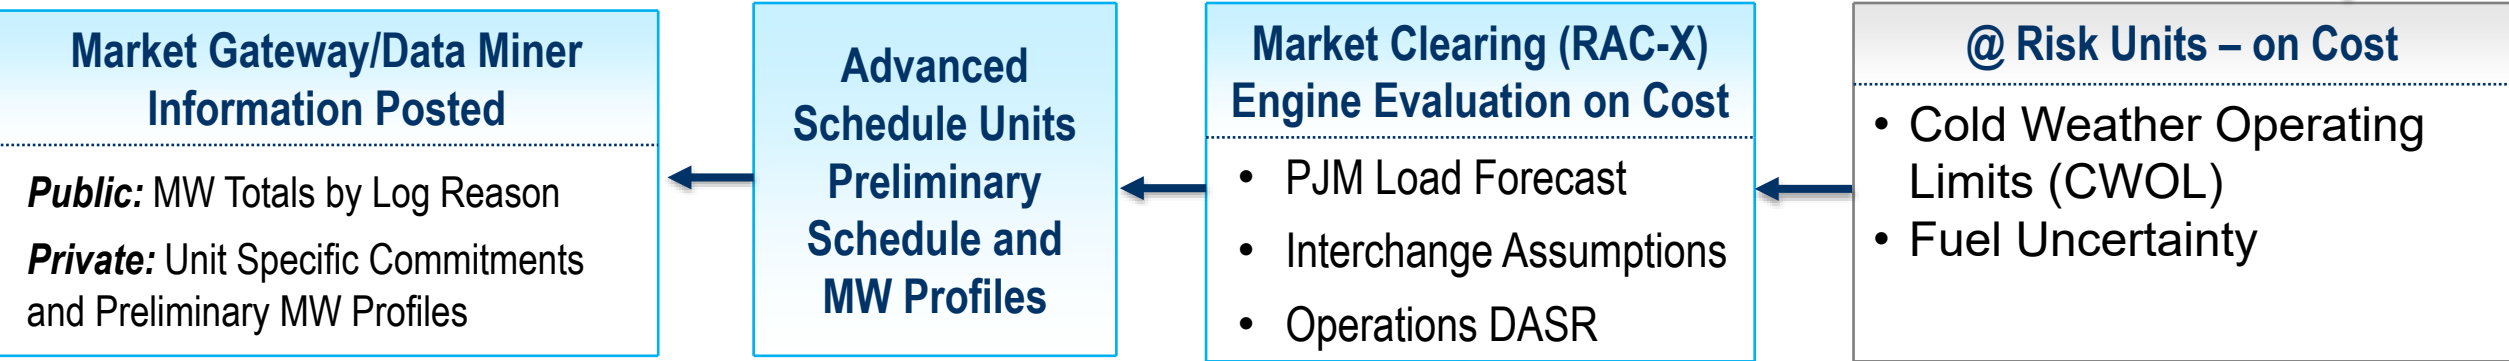 Market Gateway/Data Miner
Information Posted
Public: MW Totals by Log Reason
Private: Unit Specific Commitments
and Preliminary MW Profiles
Advanced
Schedule Units
Preliminary
Schedule and
MW Profiles
Market Clearing (RAC-X)
Engine Evaluation on Cost
• PJM Load Forecast
• Interchange Assumptions
• Operations DASR
@ Risk Units – on Cost
• Cold Weather Operating
Limits (CWOL)
• Fuel Uncertainty